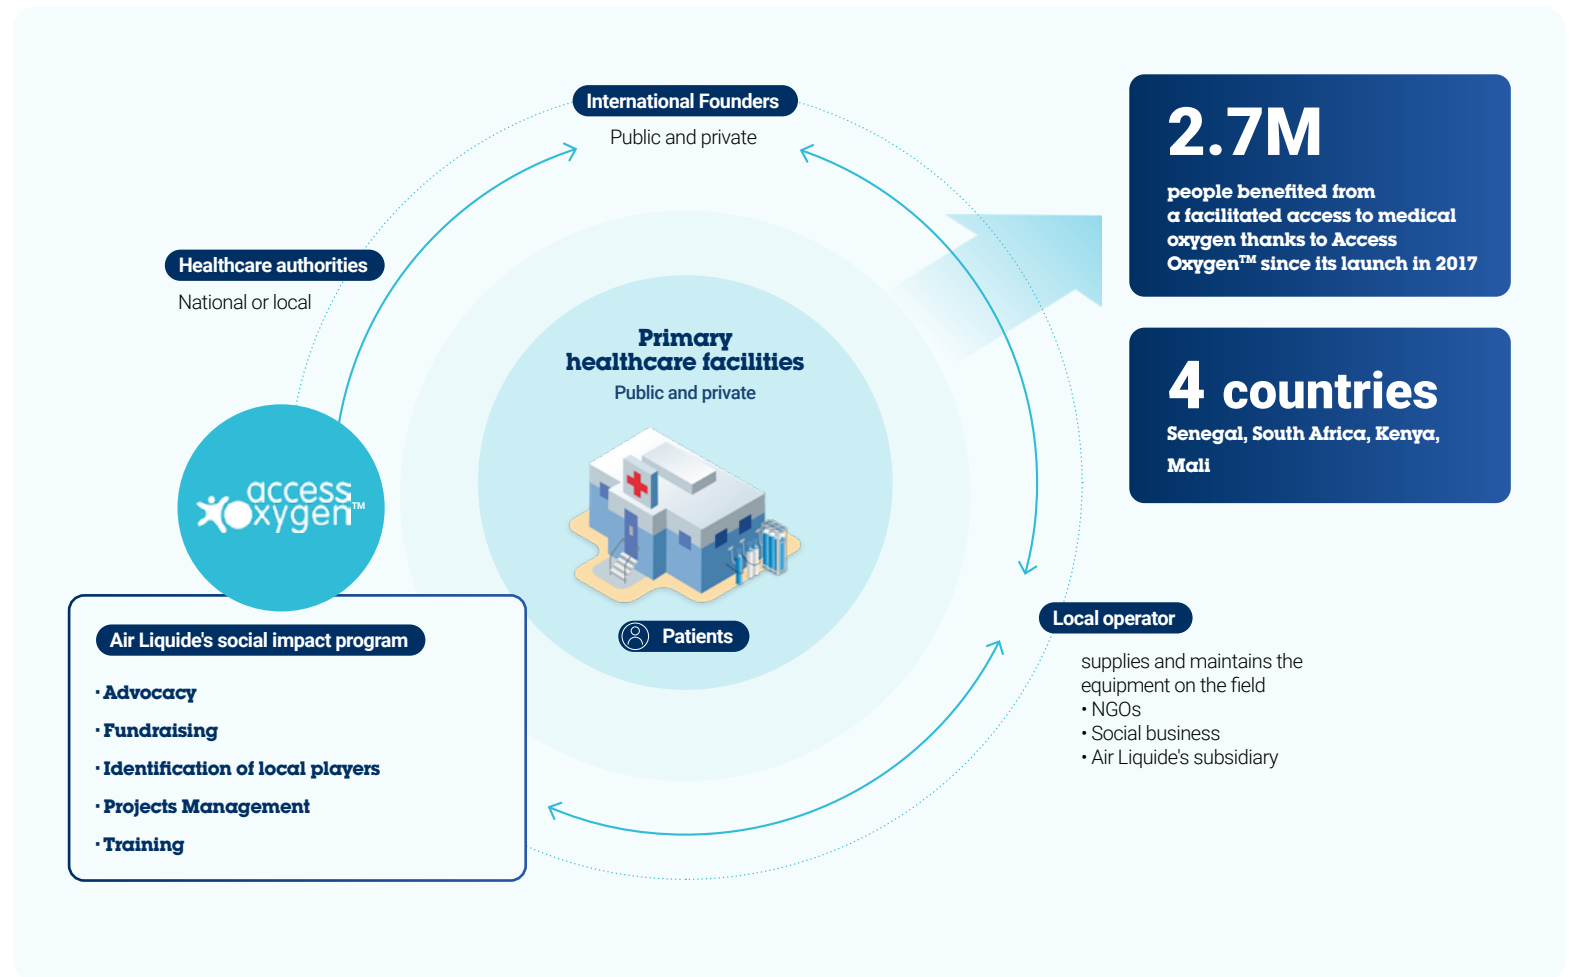 International Founders
Public and private
Healthcare authorities
National or local
Primary
healthcare facilities
Public and private
Patients
access
oxygen™
Air Liquide's social impact program
· Advocacy
· Fundraising
· Identification of local players
· Projects Management
· Training
Local operator
supplies and maintains the
equipment on the field
• NGOs
• Social business
• Air Liquide's subsidiary
2.7M
people benefited from
a facilitated access to medical
oxygen thanks to Access
Oxygen™ since its launch in 2017
4 countries
Senegal, South Africa, Kenya,
Mali